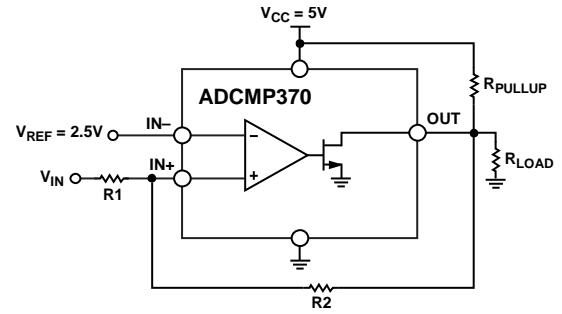 VCC = 5V
ADCMP370
RPULLUP
OUT
IN–
VREF = 2.5V
–
IN+
VIN
+
RLOAD
R1
R2